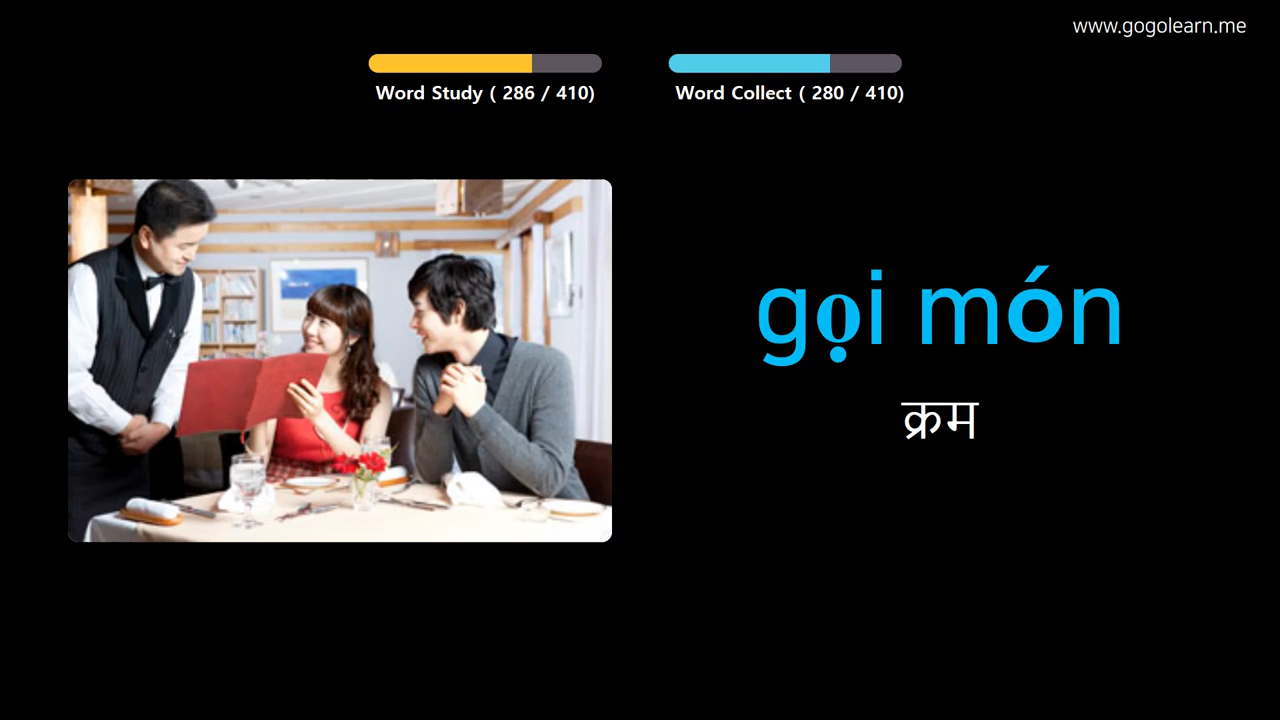 www.gogolearn.me
Word Study ( 286 / 410)
Word Collect ( 280 / 410)
gọi món
क्रम